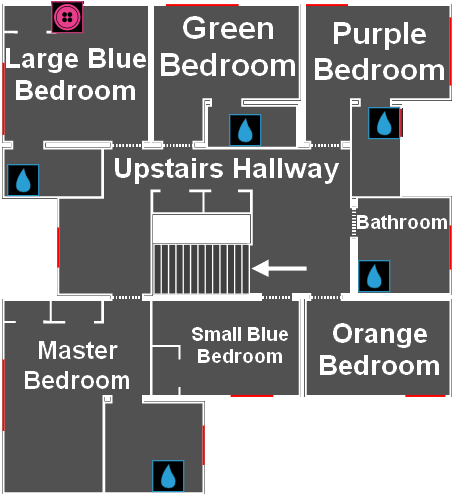 Large Blue
Bedroom
Green
Bedroom
Purple
Bedroom
Upstairs Hallway
Bathroom
Master
Bedroom
Small Blue
Bedroom
Orange
Bedroom